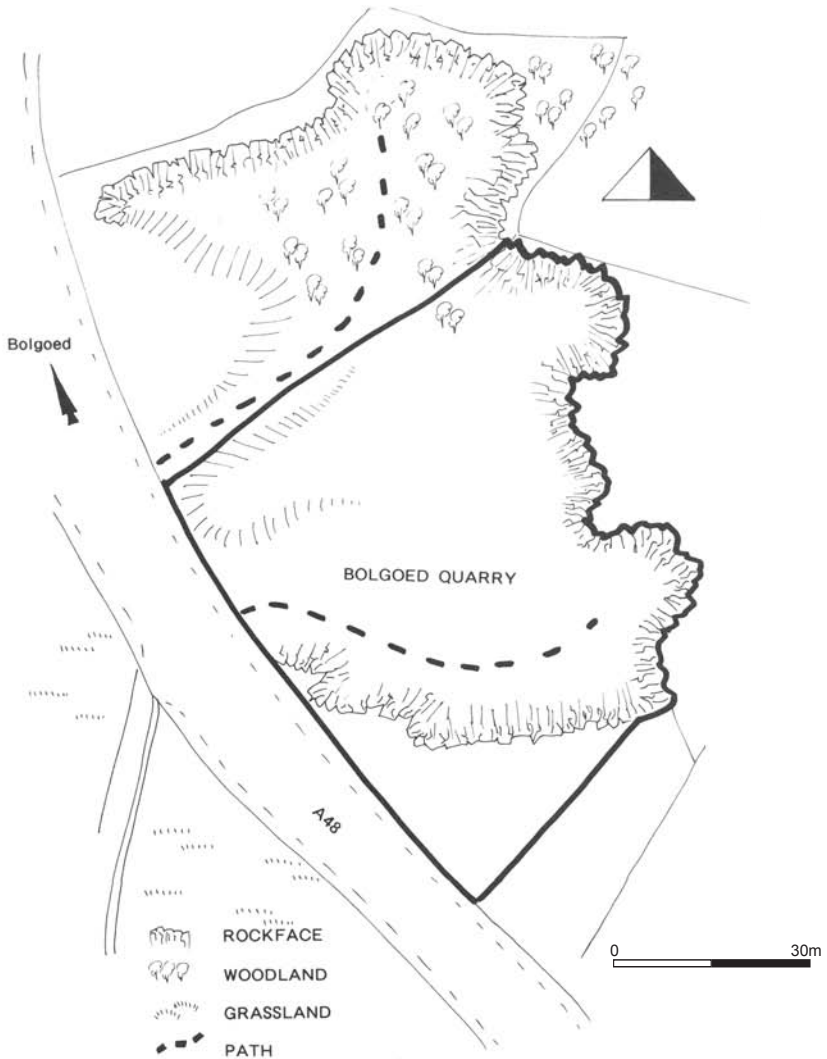 Bolgoed
BOLGOED QUARRY
A48
ROCKFACE
WOODLAND
GRASSLAND
PATH
0 30m